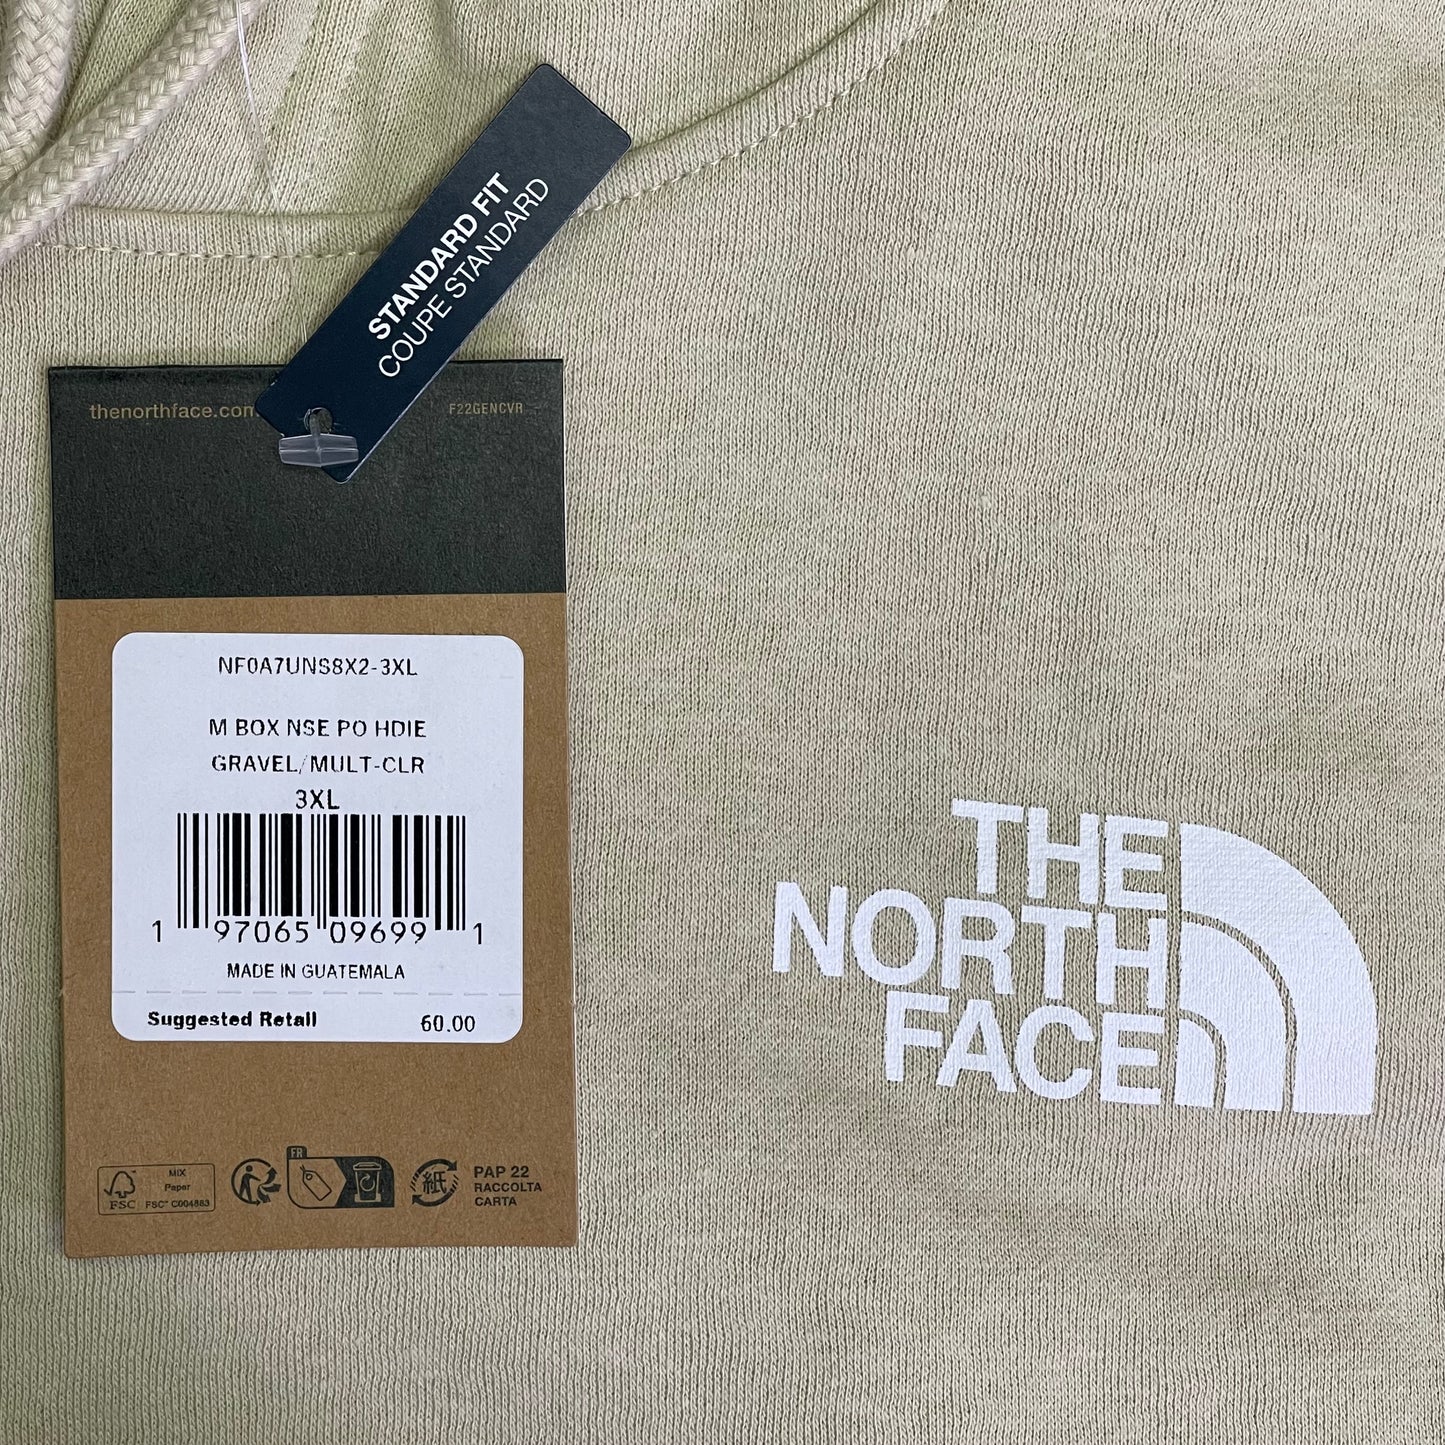 STANDARD FIT
COUPE STANDARD
thenorthface.com
F22GENCVR
NF0A7UNS8X2-3XL
M BOX NSE PO HDIE
GRAVEL/MULT-CLR
3XL
1 97065 09699 1
MADE IN GUATEMALA
Suggested Retail 60.00
THE
NORTH
FACE
FSC
MIX
Paper
FSC™ C004863
FR
紙
PAP 22
RACCOLTA
CARTA